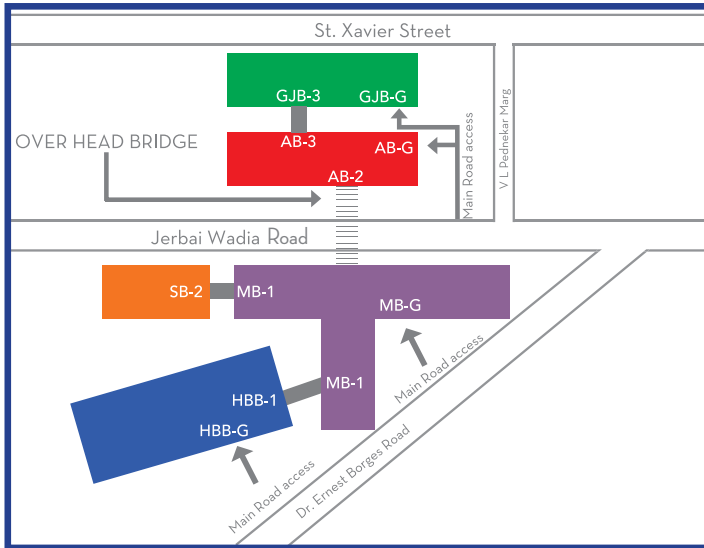 St. Xavier Street
GJB-3
GJB-G
OVER HEAD BRIDGE
AB-3
AB-G
AB-2
Main Road access
V L Pednekar Marg
Jerbai Wadia Road
SB-2
MB-1
MB-G
MB-1
HBB-1
HBB-G
Main Road access
Main Road access
Dr. Ernest Borges Road